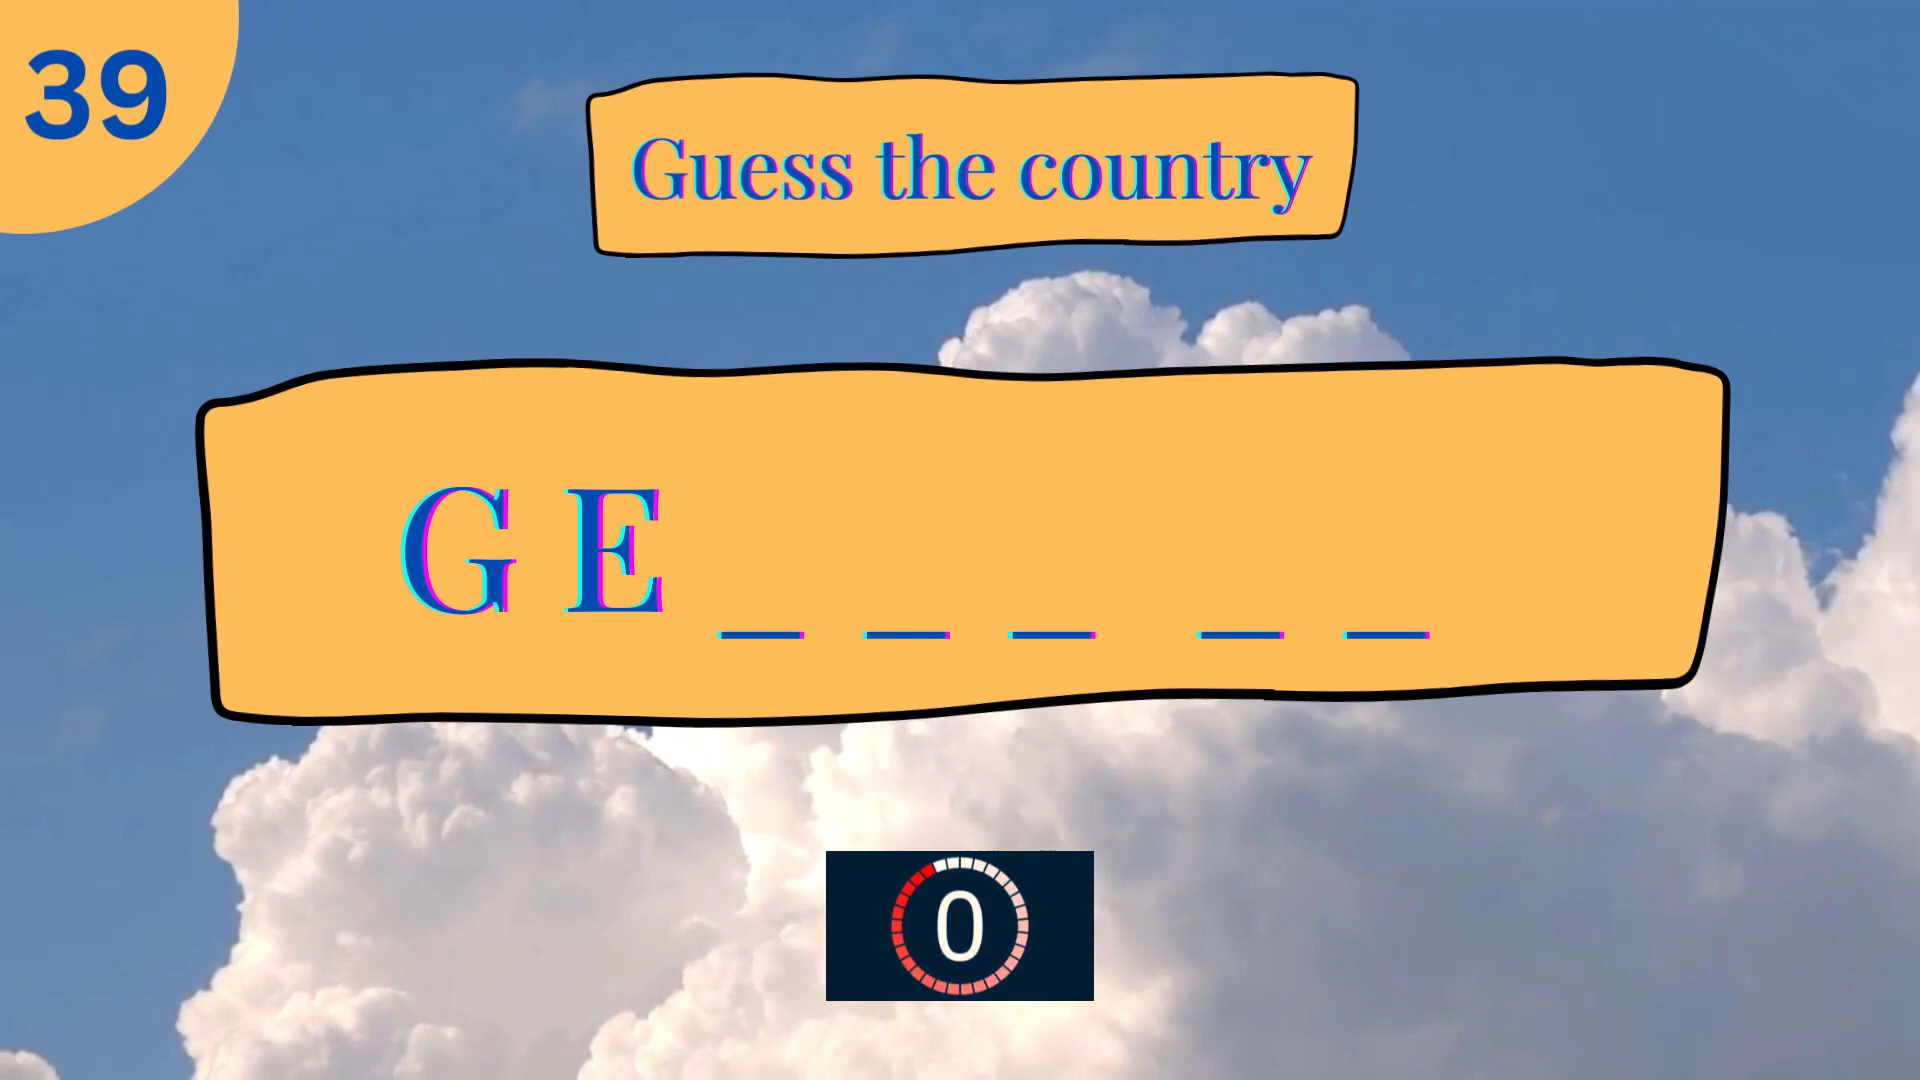 39
Guess the country
G E _ _ _ _ _
0